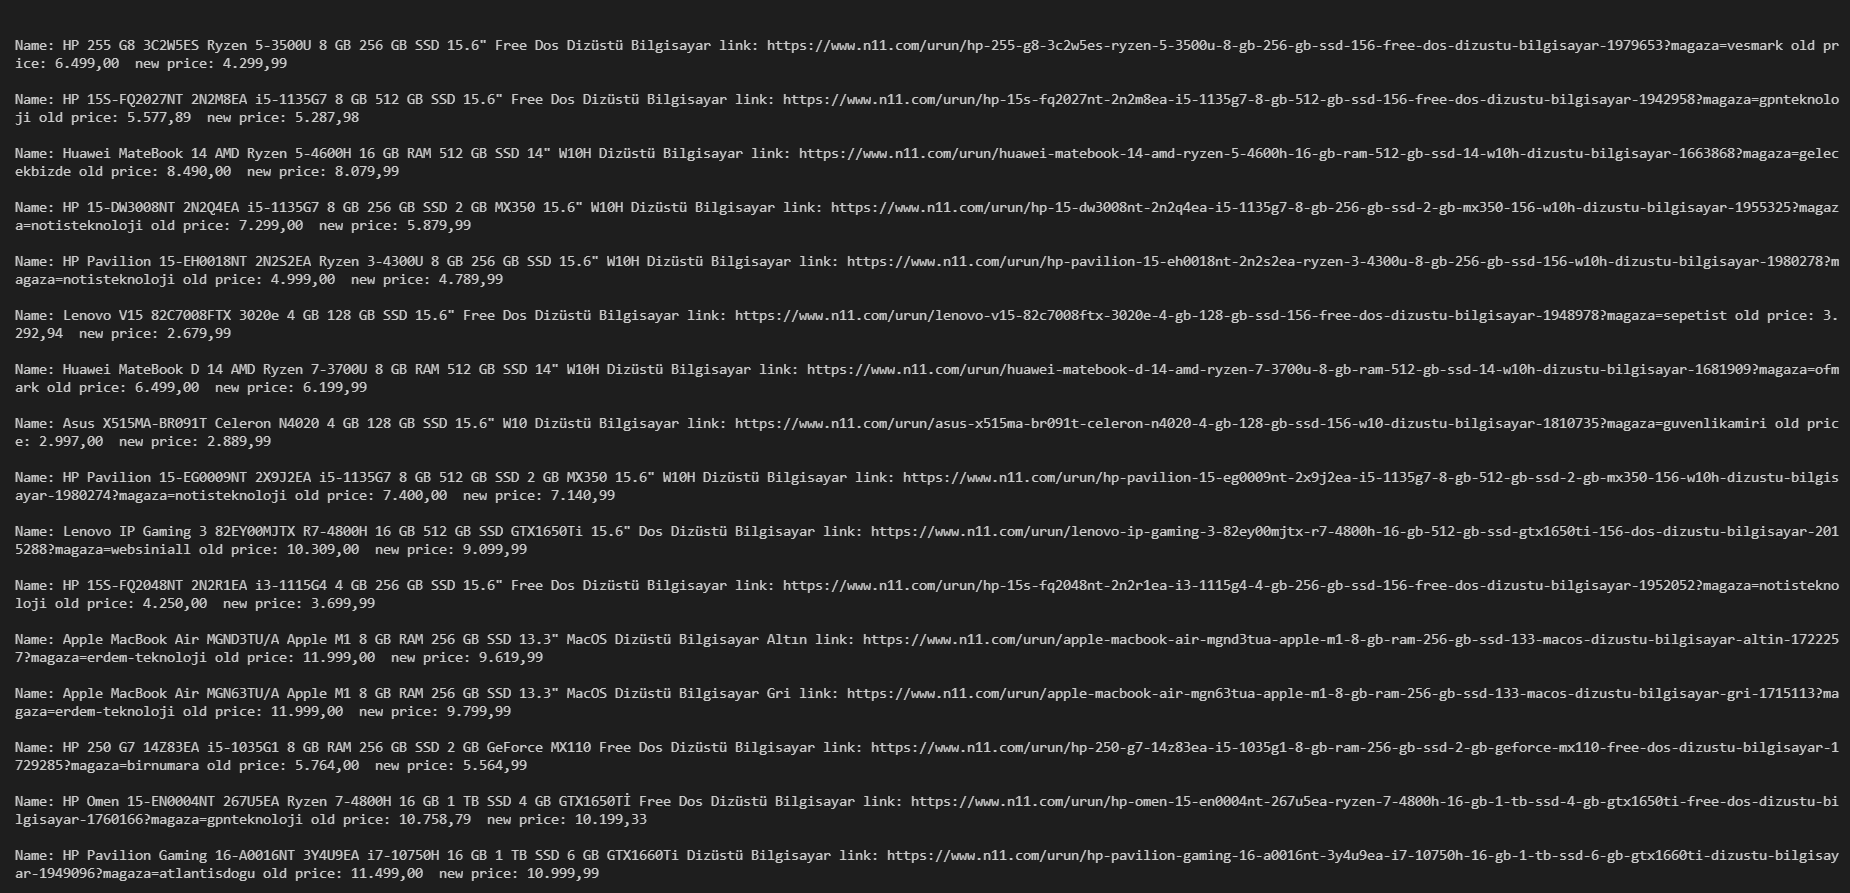 Name: HP 255 G8 3C2W5ES Ryzen 5-3500U 8 GB 256 GB SSD 15.6" Free Dos Dizüstü Bilgisayar link: https://www.n11.com/urun/hp-255-g8-3c2w5es-ryzen-5-3500u-8-gb-256-gb-ssd-156-free-dos-dizustu-bilgisayar-1979653?magaza=vesmark old pr
ice: 6.499,00  new price: 4.299,99
Name: HP 15S-FQ2027NT 2N2M8EA i5-1135G7 8 GB 512 GB SSD 15.6" Free Dos Dizüstü Bilgisayar link: https://www.n11.com/urun/hp-15s-fq2027nt-2n2m8ea-i5-1135g7-8-gb-512-gb-ssd-156-free-dos-dizustu-bilgisayar-1942958?magaza=gpnteknolo
ji old price: 5.577,89  new price: 5.287,98
Name: Huawei MateBook 14 AMD Ryzen 5-4600H 16 GB RAM 512 GB SSD 14" W10H Dizüstü Bilgisayar link: https://www.n11.com/urun/huawei-matebook-14-amd-ryzen-5-4600h-16-gb-ram-512-gb-ssd-14-w10h-dizustu-bilgisayar-1663868?magaza=gelec
ekbizde old price: 8.490,00  new price: 8.079,99
Name: HP 15-DW3008NT 2N2Q4EA i5-1135G7 8 GB 256 GB SSD 2 GB MX350 15.6" W10H Dizüstü Bilgisayar link: https://www.n11.com/urun/hp-15-dw3008nt-2n2q4ea-i5-1135g7-8-gb-256-gb-ssd-2-gb-mx350-156-w10h-dizustu-bilgisayar-1955325?magaz
a=notisteknoloji old price: 7.299,00  new price: 5.879,99
Name: HP Pavilion 15-EH0018NT 2N2S2EA Ryzen 3-4300U 8 GB 256 GB SSD 15.6" W10H Dizüstü Bilgisayar link: https://www.n11.com/urun/hp-pavilion-15-eh0018nt-2n2s2ea-ryzen-3-4300u-8-gb-256-gb-ssd-156-w10h-dizustu-bilgisayar-1980278?m
agaza=notisteknoloji old price: 4.999,00  new price: 4.789,99
Name: Lenovo V15 82C7008FTX 3020e 4 GB 128 GB SSD 15.6" Free Dos Dizüstü Bilgisayar link: https://www.n11.com/urun/lenovo-v15-82c7008ftx-3020e-4-gb-128-gb-ssd-156-free-dos-dizustu-bilgisayar-1948978?magaza=sepetist old price: 3.
292,94  new price: 2.679,99
Name: Huawei MateBook D 14 AMD Ryzen 7-3700U 8 GB RAM 512 GB SSD 14" W10H Dizüstü Bilgisayar link: https://www.n11.com/urun/huawei-matebook-d-14-amd-ryzen-7-3700u-8-gb-ram-512-gb-ssd-14-w10h-dizustu-bilgisayar-1681909?magaza=ofm
ark old price: 6.499,00  new price: 6.199,99
Name: Asus X515MA-BR091T Celeron N4020 4 GB 128 GB SSD 15.6" W10 Dizüstü Bilgisayar link: https://www.n11.com/urun/asus-x515ma-br091t-celeron-n4020-4-gb-128-gb-ssd-156-w10-dizustu-bilgisayar-1810735?magaza=guvenlikamiri old pric
e: 2.997,00  new price: 2.889,99
Name: HP Pavilion 15-EG0009NT 2X9J2EA i5-1135G7 8 GB 512 GB SSD 2 GB MX350 15.6" W10H Dizüstü Bilgisayar link: https://www.n11.com/urun/hp-pavilion-15-eg0009nt-2x9j2ea-i5-1135g7-8-gb-512-gb-ssd-2-gb-mx350-156-w10h-dizustu-bilgis
ayar-1980274?magaza=notisteknoloji old price: 7.400,00  new price: 7.140,99
Name: Lenovo IP Gaming 3 82EY00MJTX R7-4800H 16 GB 512 GB SSD GTX1650Ti 15.6" Dos Dizüstü Bilgisayar link: https://www.n11.com/urun/lenovo-ip-gaming-3-82ey00mjtx-r7-4800h-16-gb-512-gb-ssd-gtx1650ti-156-dos-dizustu-bilgisayar-201
5288?magaza=websiniall old price: 10.309,00  new price: 9.099,99
Name: HP 15S-FQ2048NT 2N2R1EA i3-1115G4 4 GB 256 GB SSD 15.6" Free Dos Dizüstü Bilgisayar link: https://www.n11.com/urun/hp-15s-fq2048nt-2n2r1ea-i3-1115g4-4-gb-256-gb-ssd-156-free-dos-dizustu-bilgisayar-1952052?magaza=notistekno
loji old price: 4.250,00  new price: 3.699,99
Name: Apple MacBook Air MGND3TU/A Apple M1 8 GB RAM 256 GB SSD 13.3" MacOS Dizüstü Bilgisayar Altın link: https://www.n11.com/urun/apple-macbook-air-mgnd3tua-apple-m1-8-gb-ram-256-gb-ssd-133-macos-dizustu-bilgisayar-altin-172225
7?magaza=erdem-teknoloji old price: 11.999,00  new price: 9.619,99
Name: Apple MacBook Air MGN63TU/A Apple M1 8 GB RAM 256 GB SSD 13.3" MacOS Dizüstü Bilgisayar Gri link: https://www.n11.com/urun/apple-macbook-air-mgn63tua-apple-m1-8-gb-ram-256-gb-ssd-133-macos-dizustu-bilgisayar-gri-1715113?ma
gaza=erdem-teknoloji old price: 11.999,00  new price: 9.799,99
Name: HP 250 G7 14Z83EA i5-1035G1 8 GB RAM 256 GB SSD 2 GB GeForce MX110 Free Dos Dizüstü Bilgisayar link: https://www.n11.com/urun/hp-250-g7-14z83ea-i5-1035g1-8-gb-ram-256-gb-ssd-2-gb-geforce-mx110-free-dos-dizustu-bilgisayar-1
729285?magaza=birnumara old price: 5.764,00  new price: 5.564,99
Name: HP Omen 15-EN0004NT 267U5EA Ryzen 7-4800H 16 GB 1 TB SSD 4 GB GTX1650Tİ Free Dos Dizüstü Bilgisayar link: https://www.n11.com/urun/hp-omen-15-en0004nt-267u5ea-ryzen-7-4800h-16-gb-1-tb-ssd-4-gb-gtx1650ti-free-dos-dizustu-bi
lgisayar-1760166?magaza=gpnteknoloji old price: 10.758,79  new price: 10.199,33
Name: HP Pavilion Gaming 16-A0016NT 3Y4U9EA i7-10750H 16 GB 1 TB SSD 6 GB GTX1660Ti Dizüstü Bilgisayar link: https://www.n11.com/urun/hp-pavilion-gaming-16-a0016nt-3y4u9ea-i7-10750h-16-gb-1-tb-ssd-6-gb-gtx1660ti-dizustu-bilgisay
ar-1949096?magaza=atlantisdogu old price: 11.499,00  new price: 10.999,99